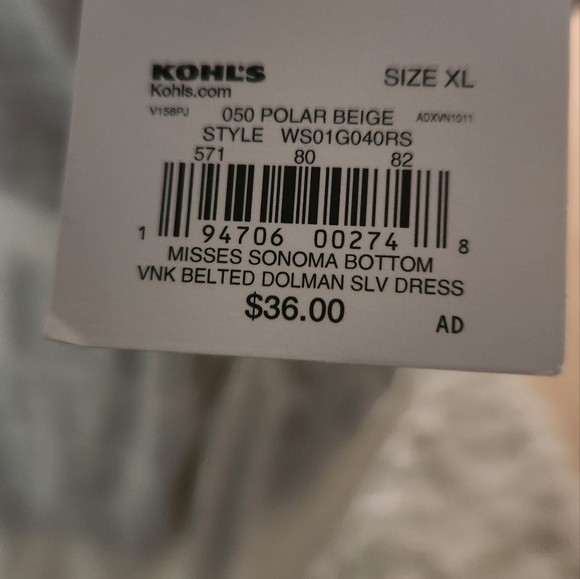 KOHL'S SIZE XL
Kohls.com
V158PJ 050 POLAR BEIGE ADXVN1011
STYLE WS01G040RS
571 80 82
1 94706 00274 8
MISSES SONOMA BOTTOM
VNK BELTED DOLMAN SLV DRESS
$36.00
AD